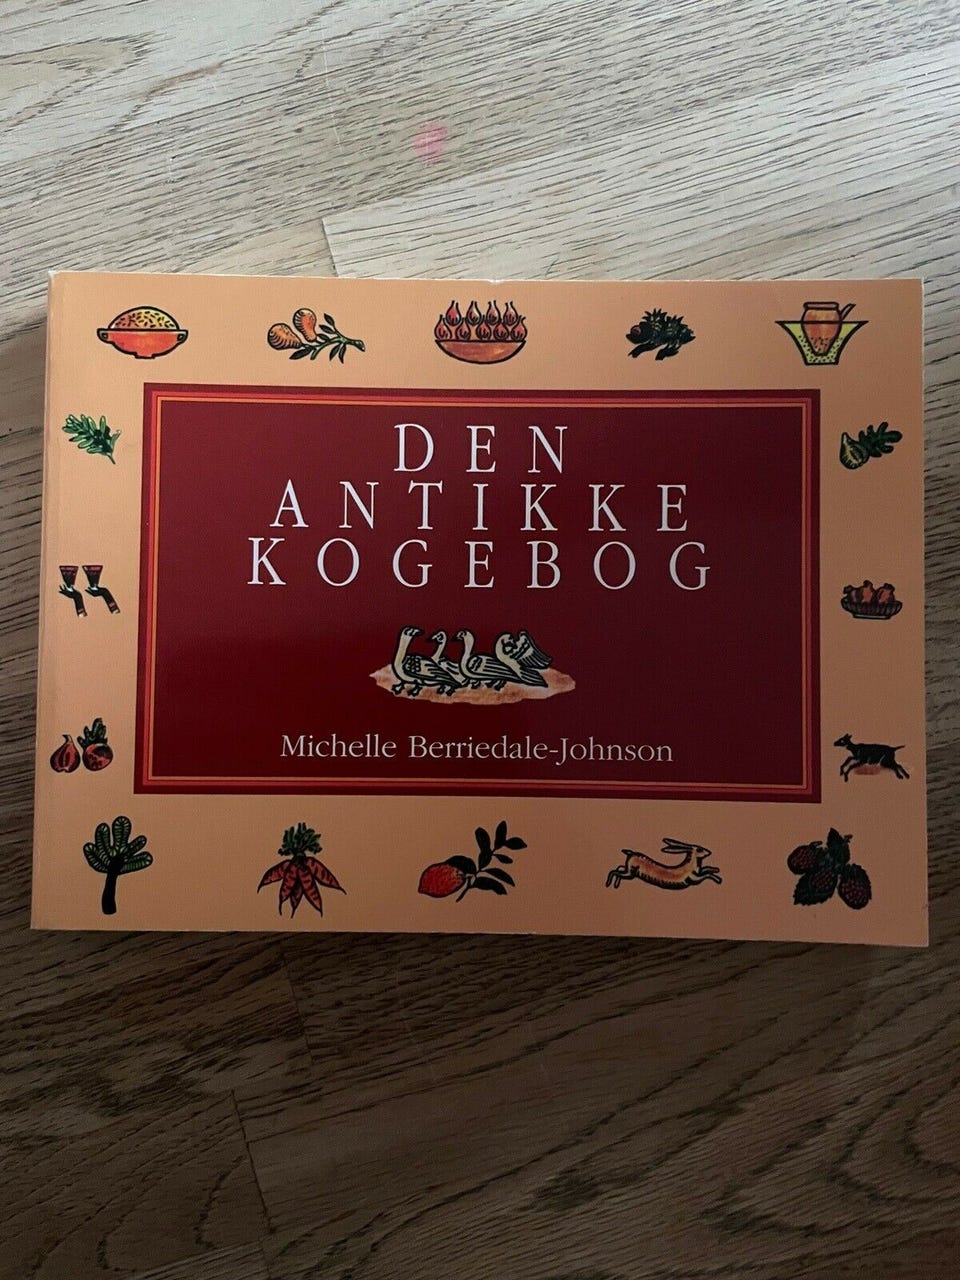 DEN
ANTIKKE
KOGEBOG
Michelle Berriedale-Johnson